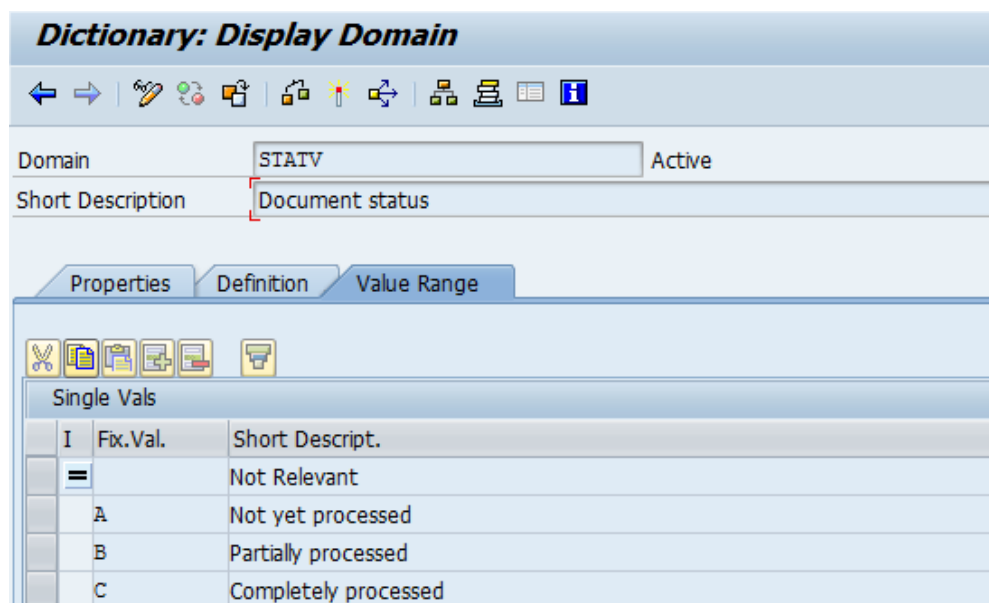 Dictionary: Display Domain
Domain STATV Active
Short Description Document status
Properties Definition Value Range
Single Vals
I Fix.Val. Short Descript.
= Not Relevant
A Not yet processed
B Partially processed
C Completely processed